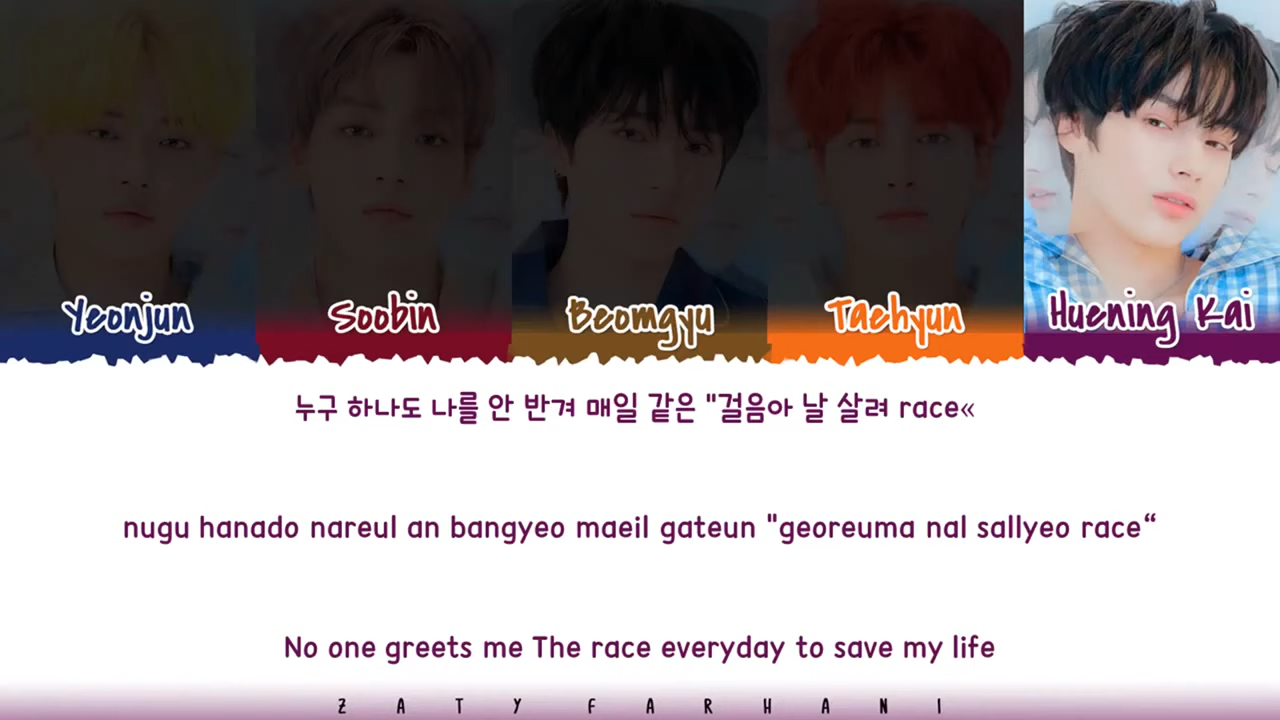 Yeonjun Soobin Beomgyu Taehyun Huening Kai
누구 하나도 나를 안 반겨 매일 같은 "걸음아 날 살려 race«
nugu hanado nareul an bangyeo maeil gateun "georeuma nal sallyeo race“
No one greets me The race everyday to save my life
ZATY FARHANI